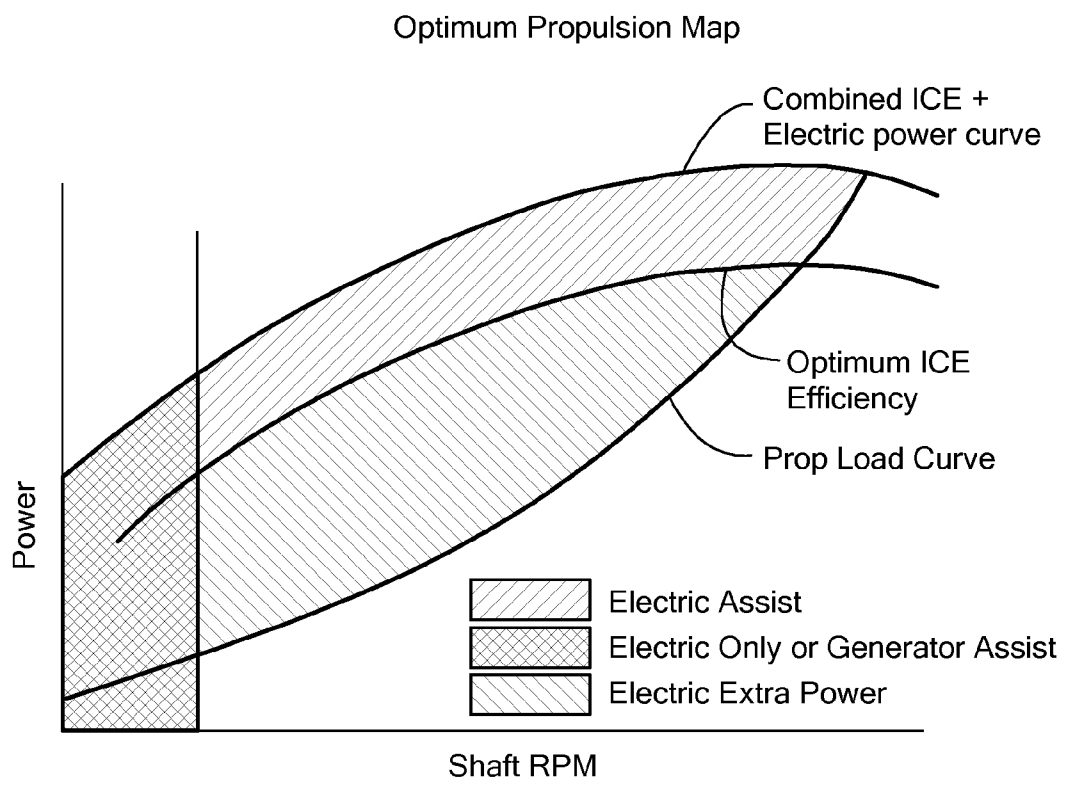 Optimum Propulsion Map
Combined ICE +
Electric power curve
Optimum ICE
Efficiency
Prop Load Curve
Power
Electric Assist
Electric Only or Generator Assist
Electric Extra Power
Shaft RPM